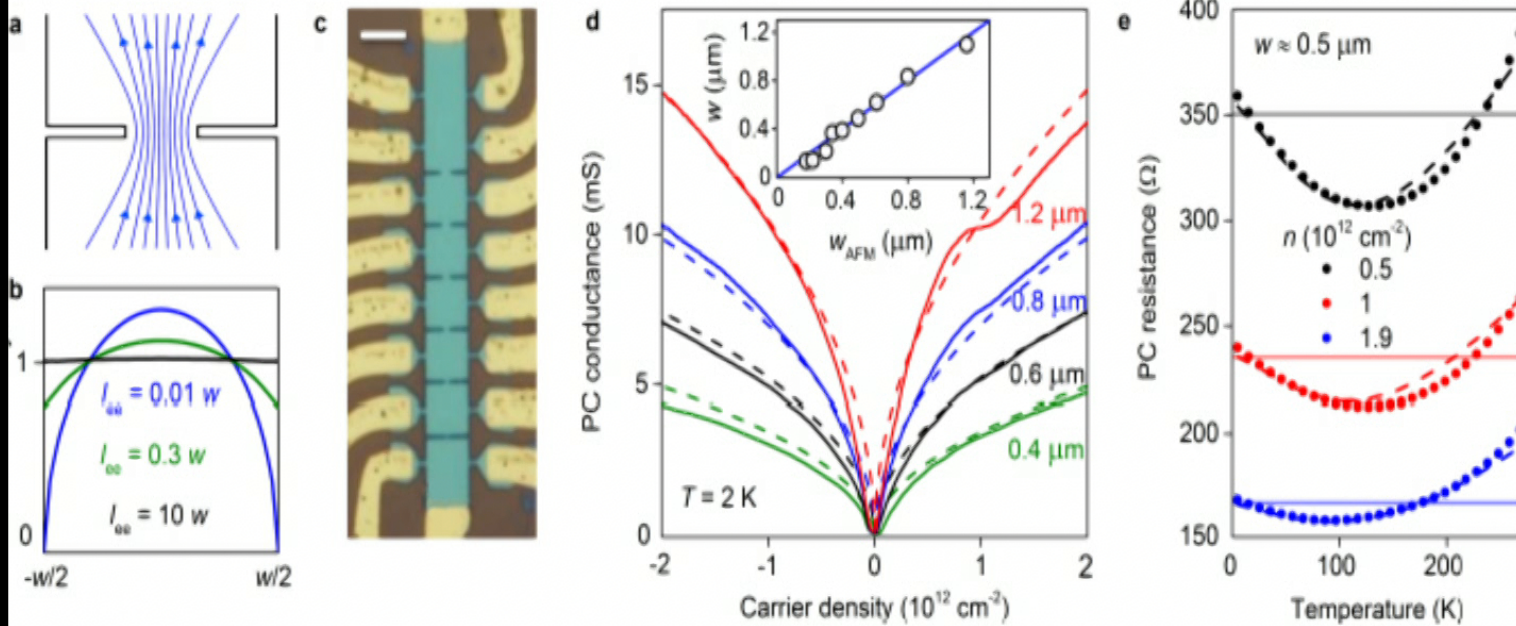 a
b
1
0
l_ee = 0.01 w
l_ee = 0.3 w
l_ee = 10 w
-w/2
w/2
c
d
PC conductance (mS)
15
10
5
0
w (μm)
1.2
0.8
0.4
0
0
0.4
0.8
1.2
w_AFM (μm)
1.2 μm
0.8 μm
0.6 μm
0.4 μm
T = 2 K
-2
-1
0
1
2
Carrier density (10¹² cm⁻²)
e
PC resistance (Ω)
400
350
300
250
200
150
w ≈ 0.5 μm
n (10¹² cm⁻²)
0.5
1
1.9
0
100
200
Temperature (K)